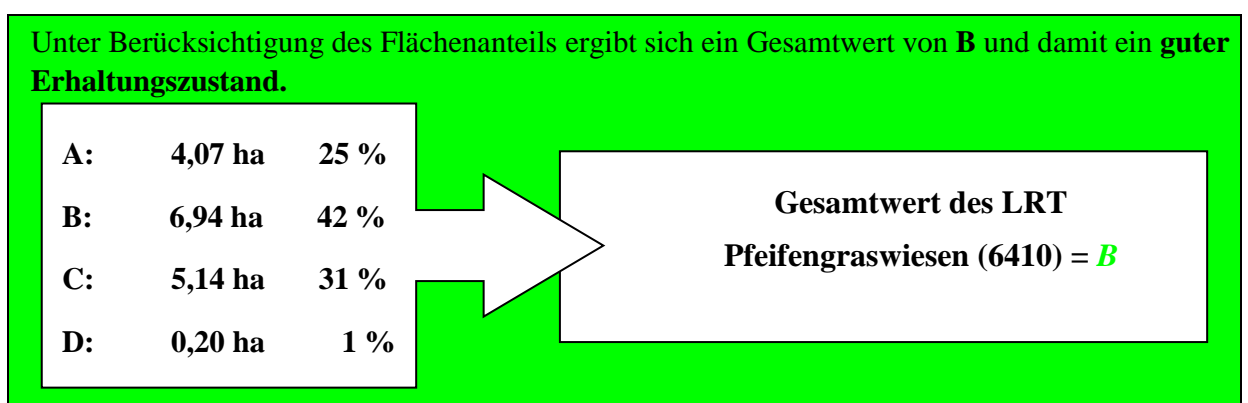 Unter Berücksichtigung des Flächenanteils ergibt sich ein Gesamtwert von B und damit ein guter
Erhaltungszustand.
A: 4,07 ha 25 %
B: 6,94 ha 42 %
C: 5,14 ha 31 %
D: 0,20 ha 1 %
Gesamtwert des LRT
Pfeifengraswiesen (6410) = B